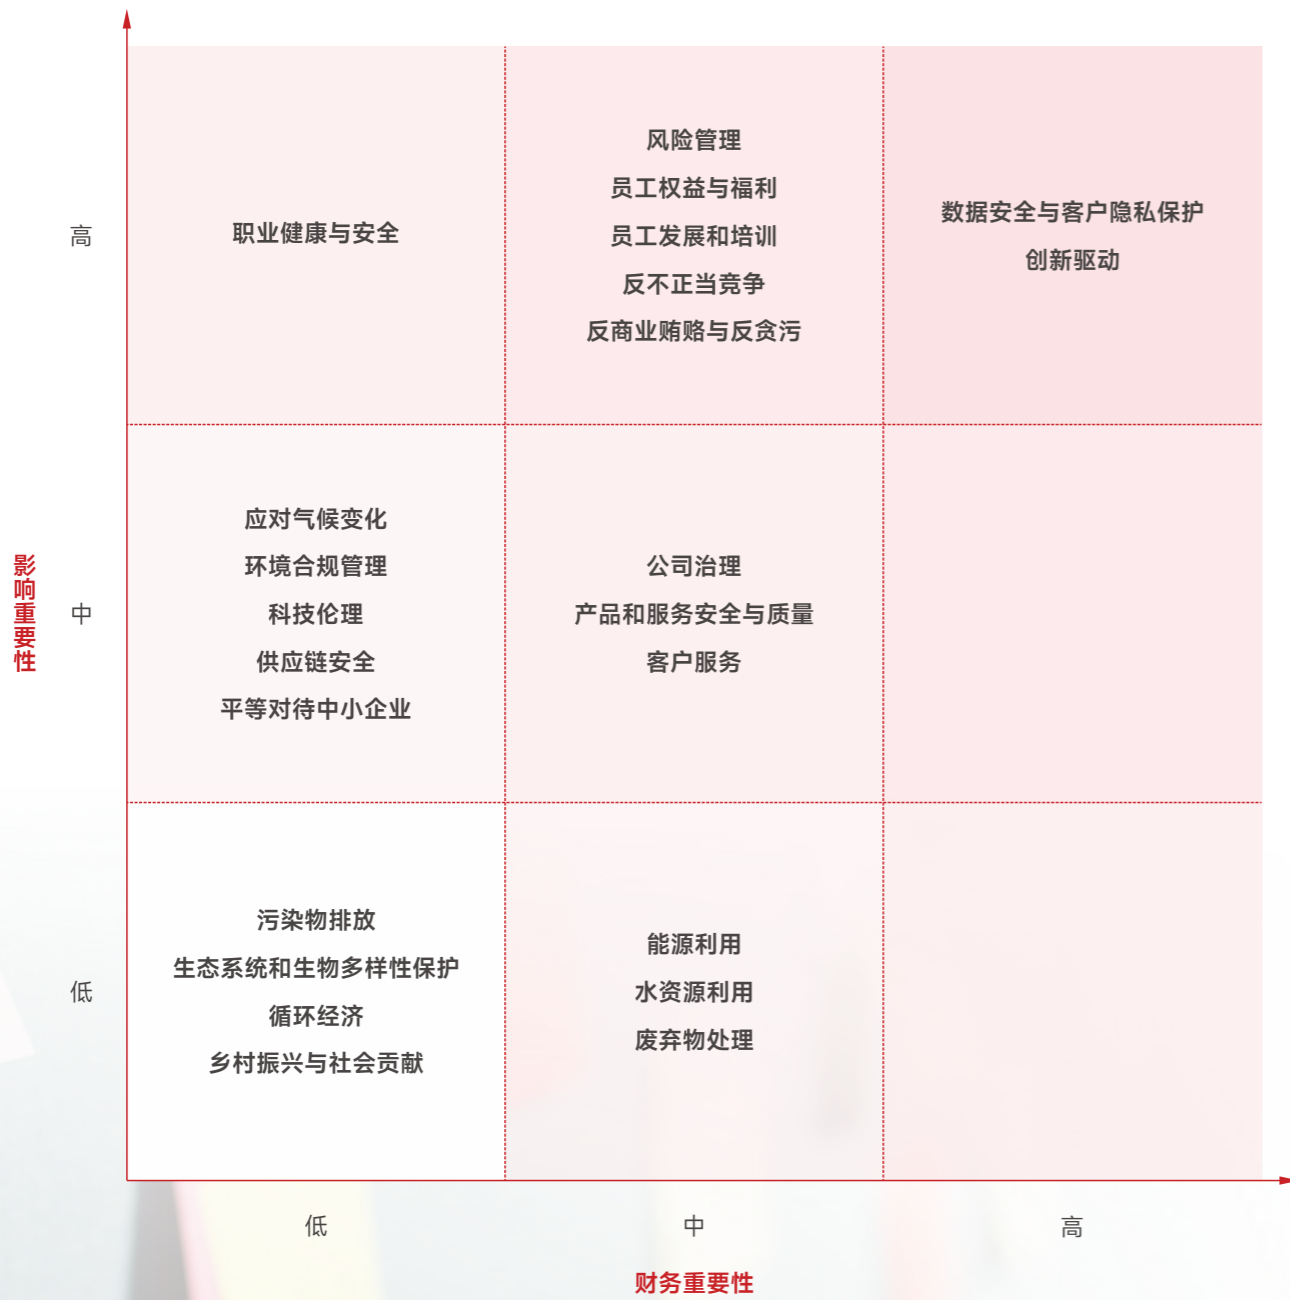 高
职业健康与安全
风险管理
员工权益与福利
员工发展和培训
反不正当竞争
反商业贿赂与反贪污
数据安全与客户隐私保护
创新驱动
影响重要性
中
应对气候变化
环境合规管理
科技伦理
供应链安全
平等对待中小企业
公司治理
产品和服务安全与质量
客户服务
低
污染物排放
生态系统和生物多样性保护
循环经济
乡村振兴与社会贡献
能源利用
水资源利用
废弃物处理
低
中
高
财务重要性